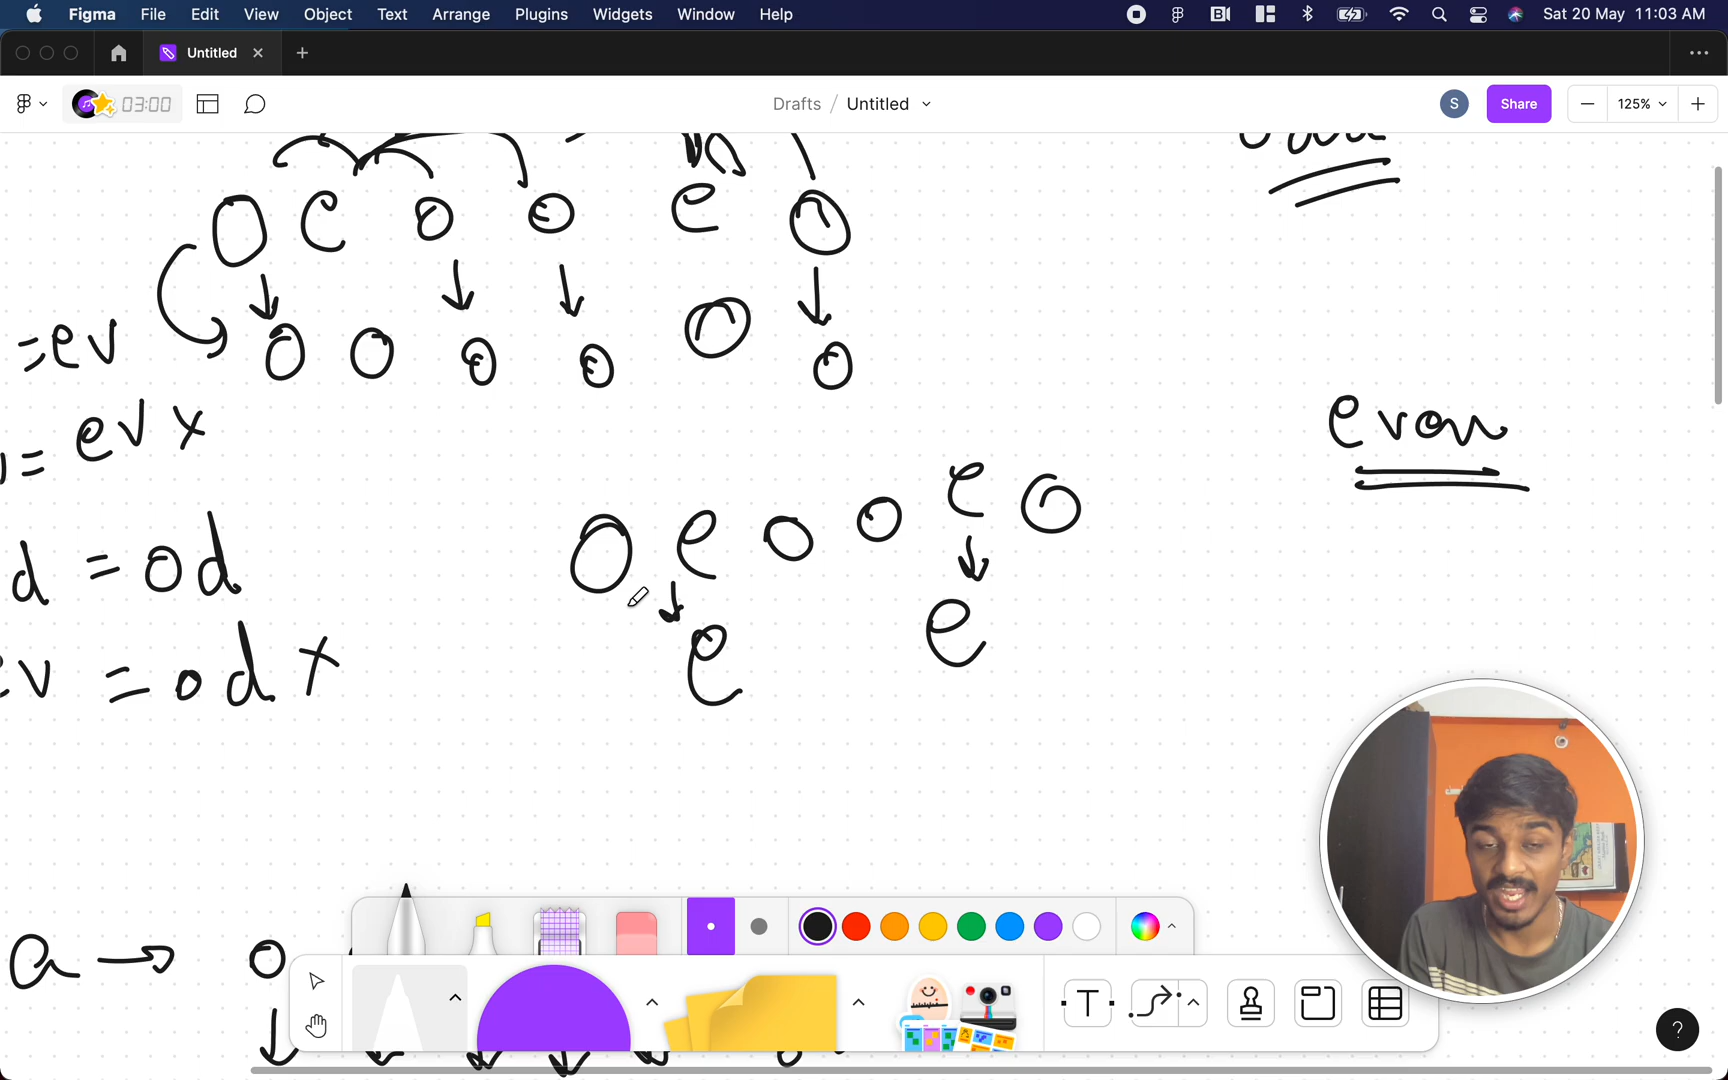 Figma File Edit View Object Text Arrange Plugins Widgets Window Help Sat 20 May 11:03 AM
Untitled
03:00 Drafts / Untitled S Share 125%
O e o o e o
=ev O O o o O o
= ev x
even
O e o o e o
d = od
e e
ev = od x
a → o
T
?